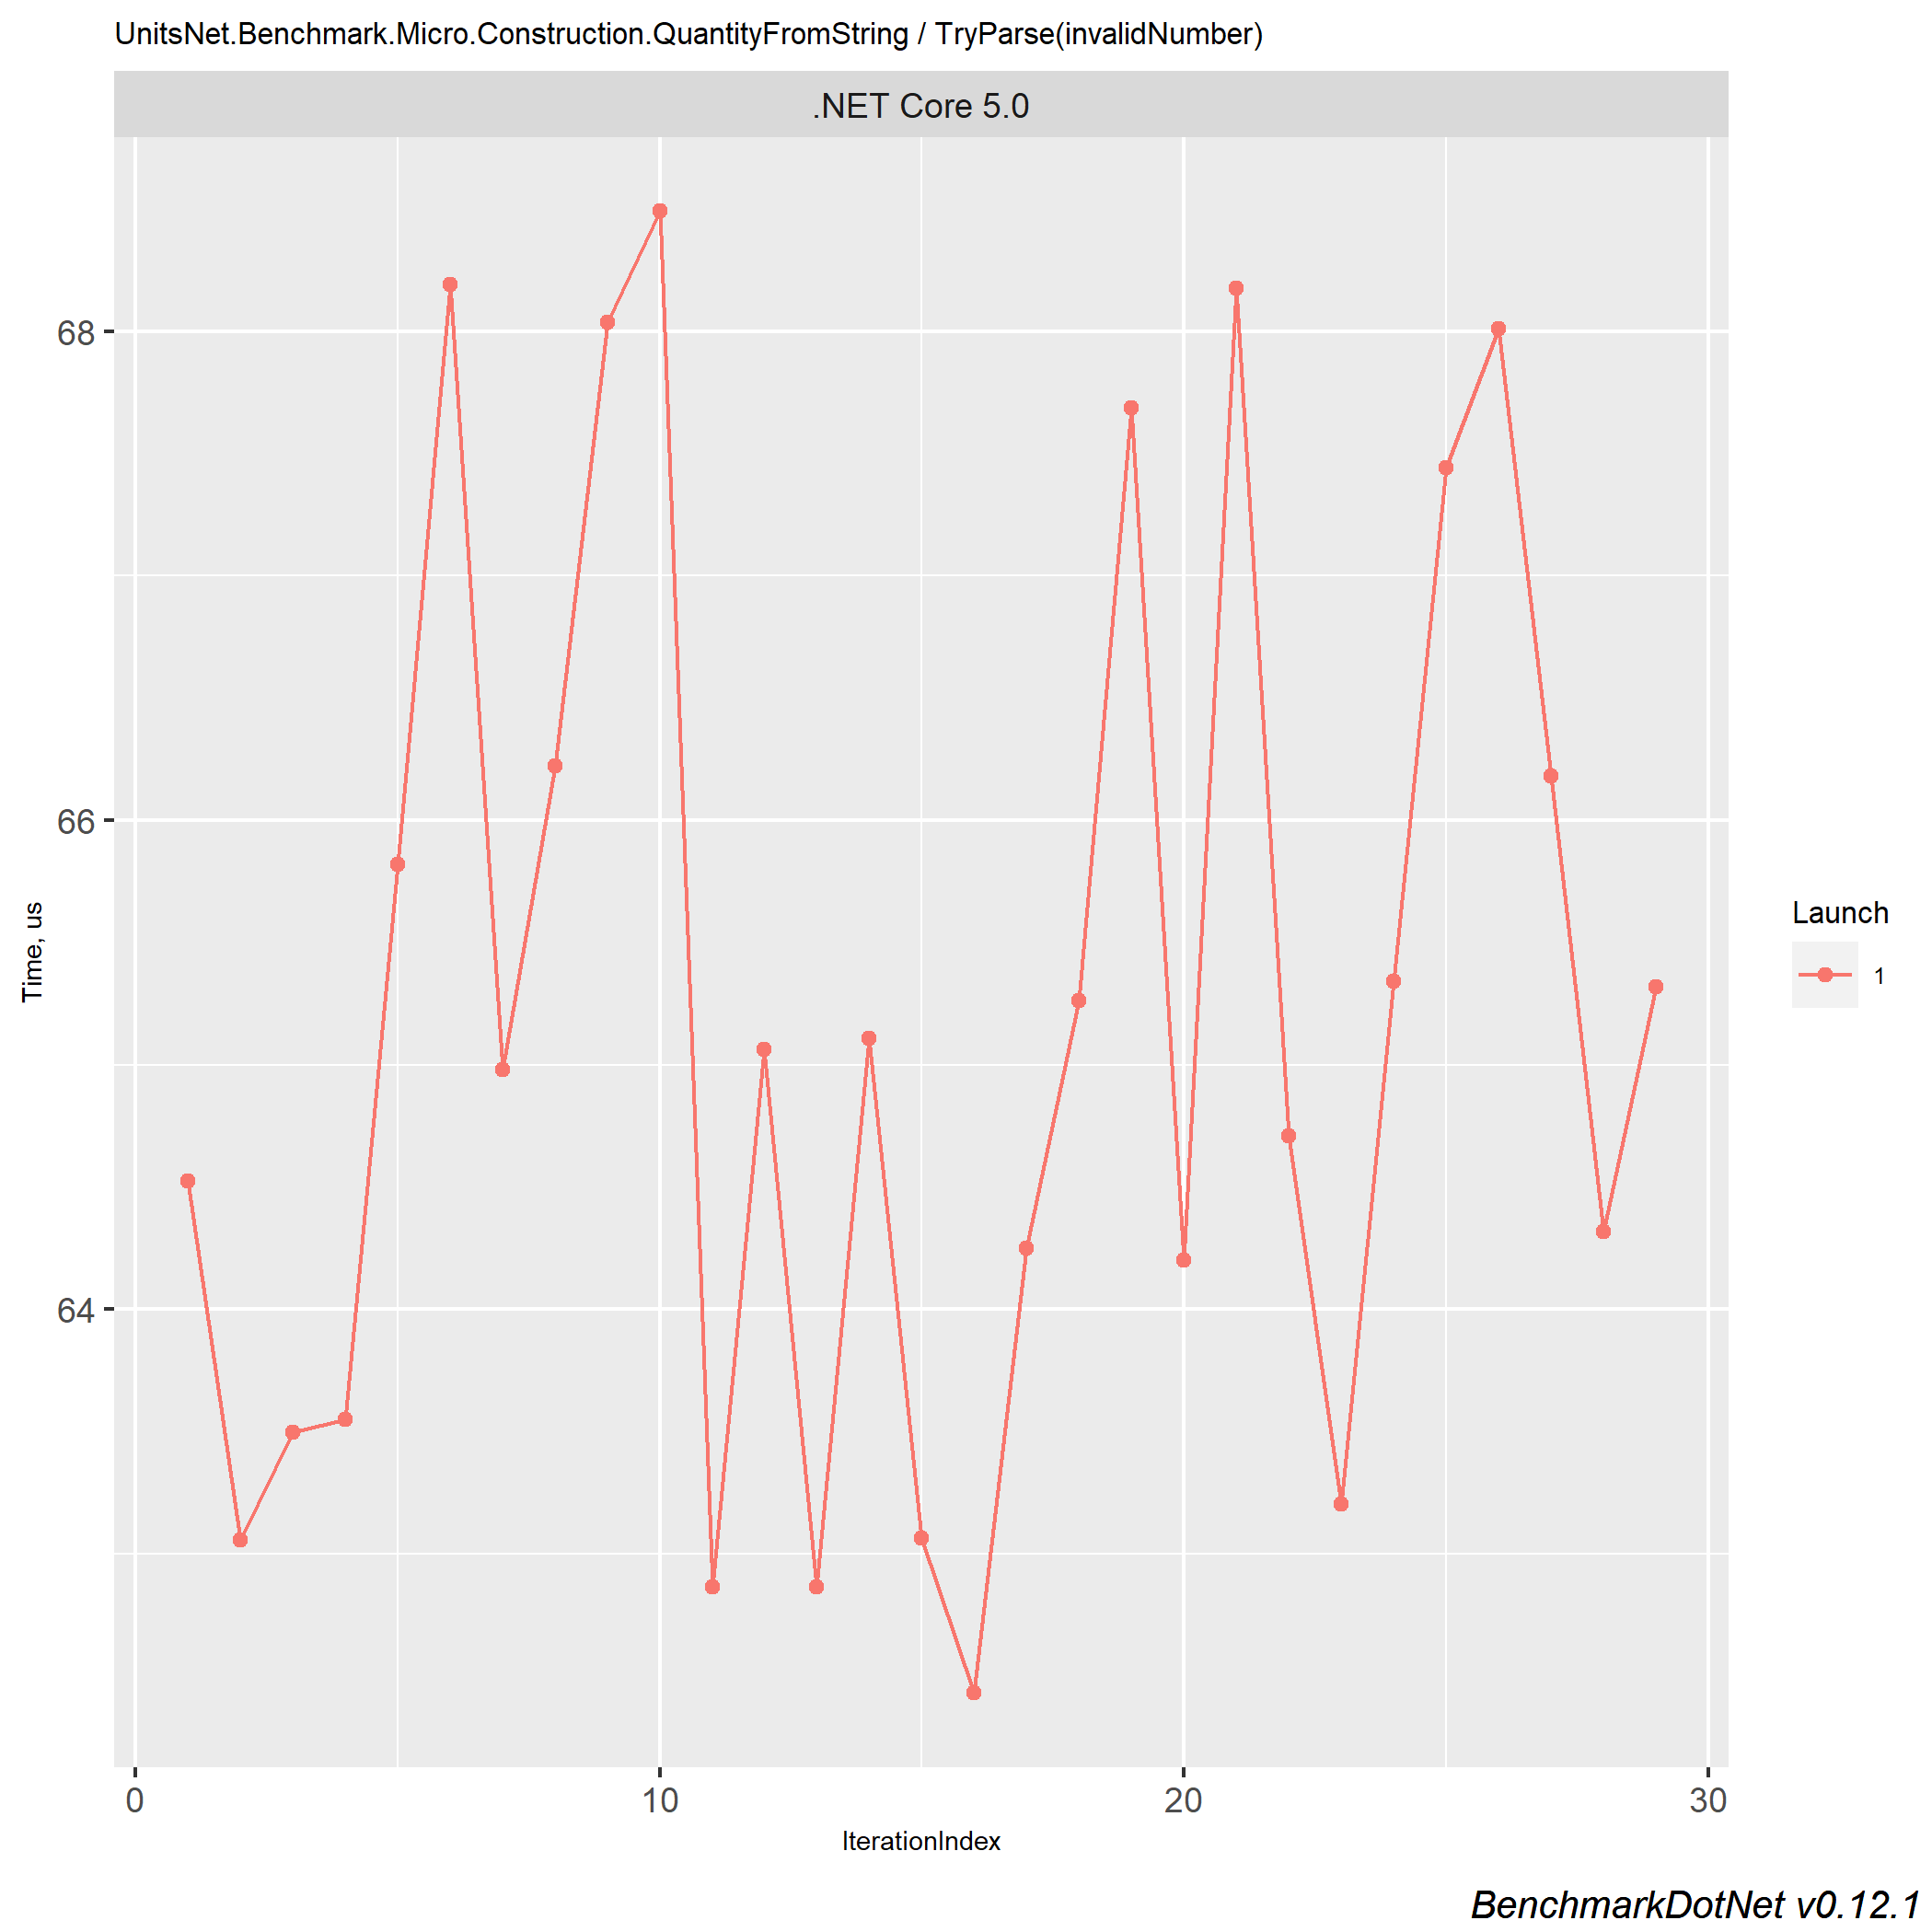 UnitsNet.Benchmark.Micro.Construction.QuantityFromString / TryParse(invalidNumber)
.NET Core 5.0
68
66
64
Time, us
0 10 20 30
IterationIndex
Launch
1
BenchmarkDotNet v0.12.1